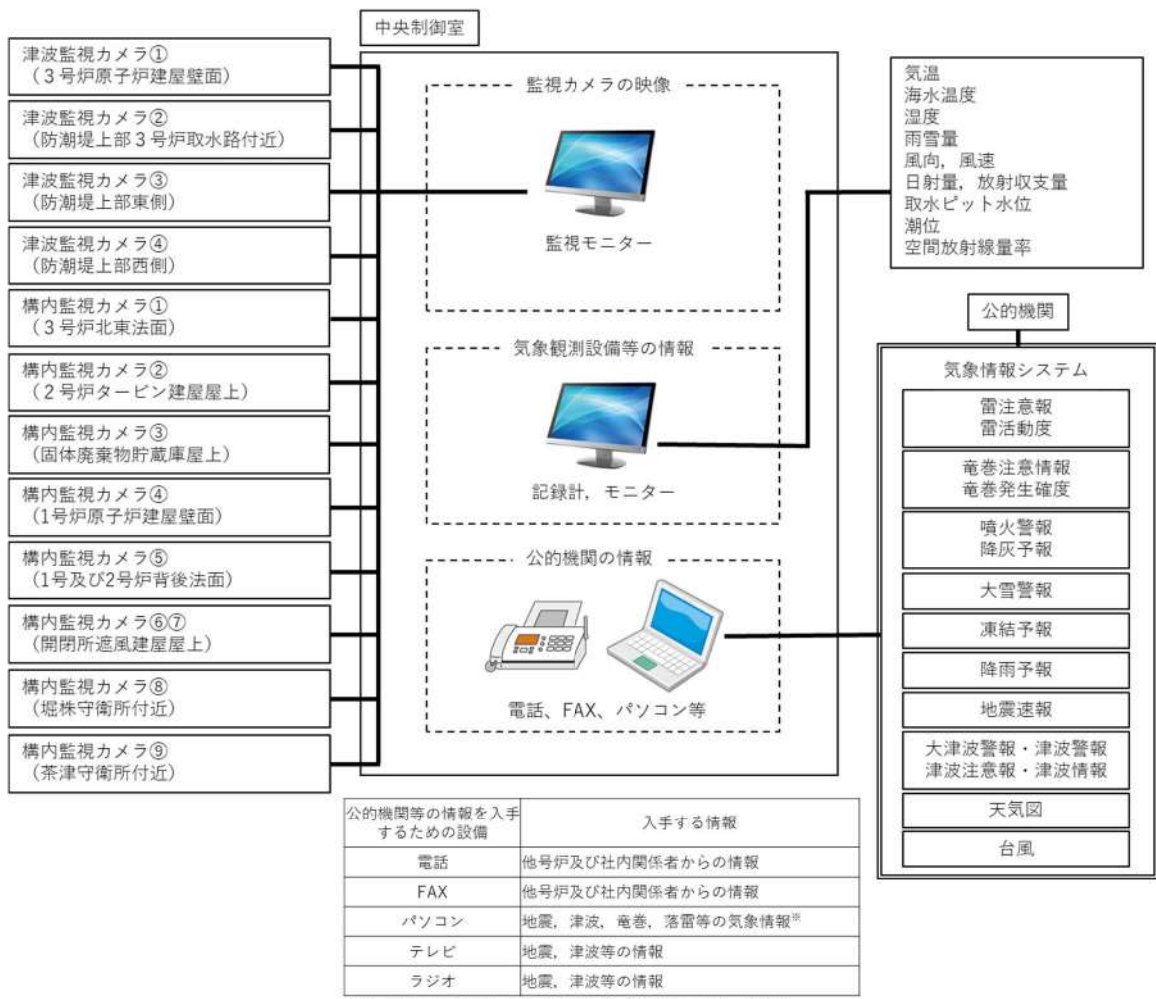 中央制御室
津波監視カメラ①
（３号炉原子炉建屋壁面）
津波監視カメラ②
（防潮堤上部３号炉取水路付近）
津波監視カメラ③
（防潮堤上部東側）
津波監視カメラ④
（防潮堤上部西側）
構内監視カメラ①
（３号炉北東法面）
構内監視カメラ②
（２号炉タービン建屋屋上）
構内監視カメラ③
（固体廃棄物貯蔵庫屋上）
構内監視カメラ④
（1号炉原子炉建屋壁面）
構内監視カメラ⑤
（1号及び2号炉背後法面）
構内監視カメラ⑥⑦
（開閉所遮風建屋屋上）
構内監視カメラ⑧
（堀株守衛所付近）
構内監視カメラ⑨
（茶津守衛所付近）
監視カメラの映像
監視モニター
気象観測設備等の情報
記録計，モニター
公的機関の情報
電話、FAX、パソコン等
気温
海水温度
湿度
雨雪量
風向，風速
日射量，放射収支量
取水ピット水位
潮位
空間放射線量率
公的機関
気象情報システム
雷注意報
雷活動度
竜巻注意情報
竜巻発生確度
噴火警報
降灰予報
大雪警報
凍結予報
降雨予報
地震速報
大津波警報・津波警報
津波注意報・津波情報
天気図
台風
公的機関等の情報を入手
するための設備
入手する情報
電話
他号炉及び社内関係者からの情報
FAX
他号炉及び社内関係者からの情報
パソコン
地震，津波，竜巻，落雷等の気象情報※
テレビ
地震，津波等の情報
ラジオ
地震，津波等の情報